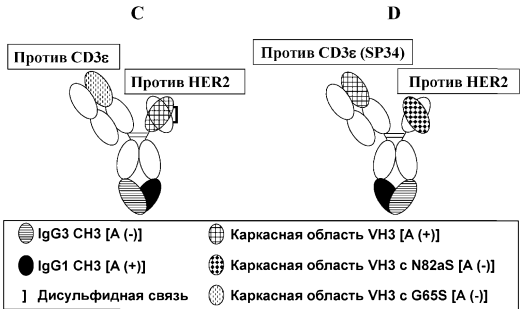 C
D
Против CD3ε
Против HER2
Против CD3ε (SP34)
Против HER2
IgG3 CH3 [A (-)]
IgG1 CH3 [A (+)]
] Дисульфидная связь
Каркасная область VH3 [A (+)]
Каркасная область VH3 с N82aS [A (-)]
Каркасная область VH3 с G65S [A (-)]